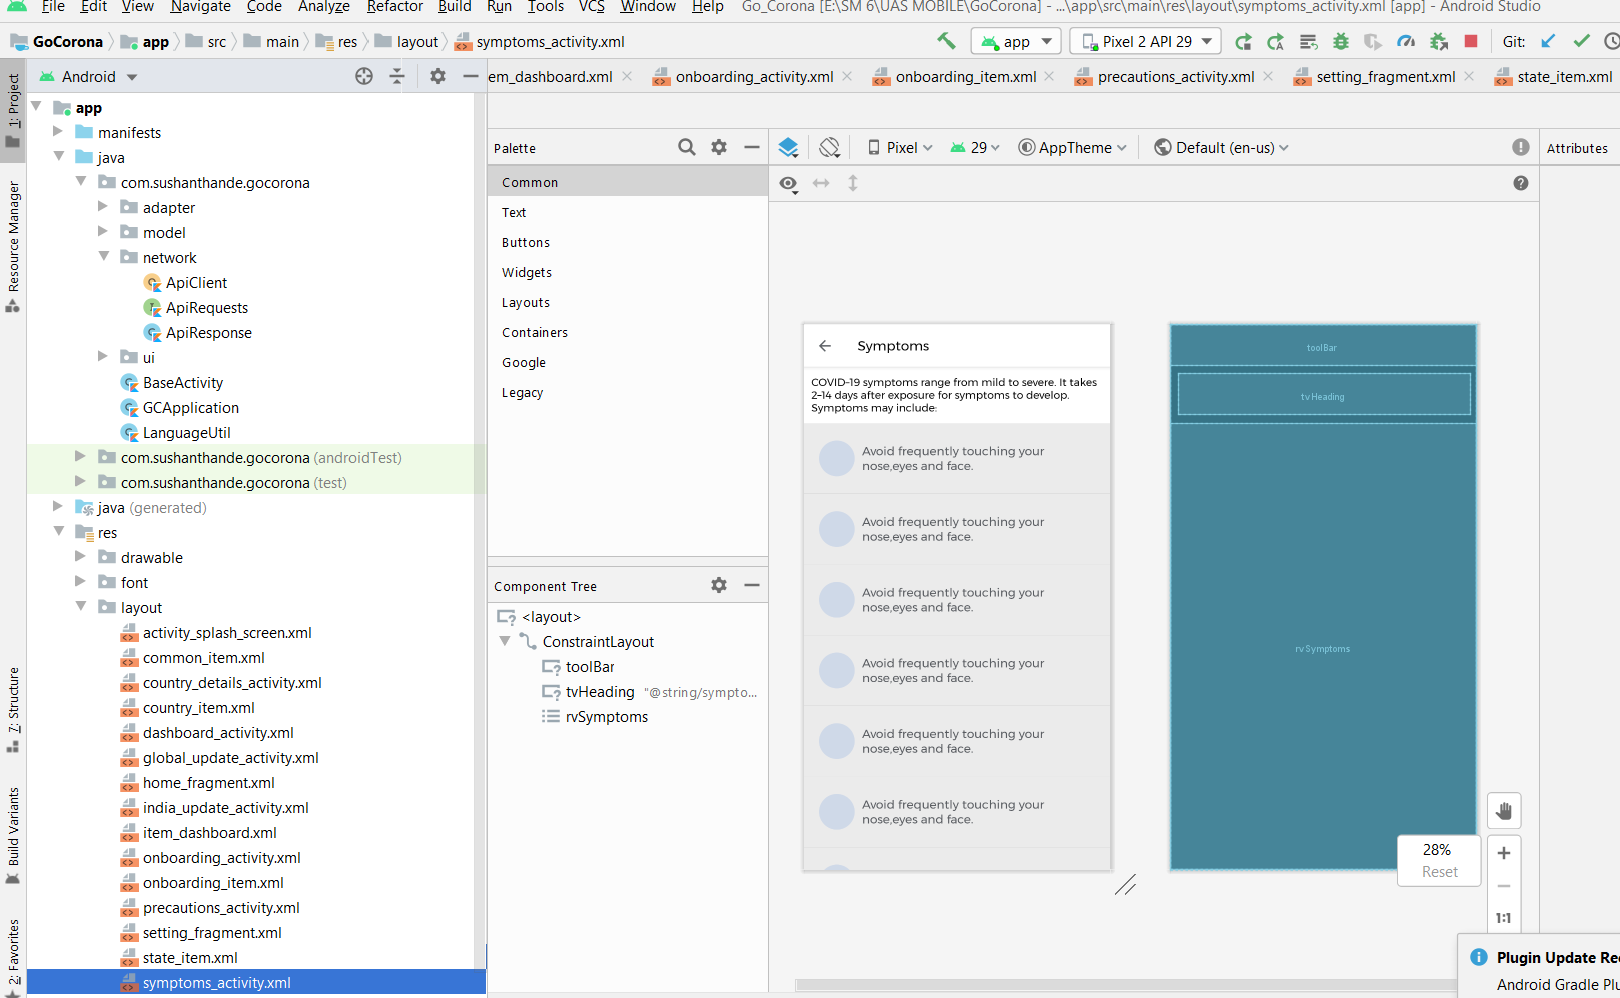 File Edit View Navigate Code Analyze Refactor Build Run Tools VCS Window Help Go_Corona [E:\SM 6\UAS MOBILE\GoCorona] - ...\app\src\main\res\layout\symptoms_activity.xml [app] - Android Studio
GoCorona app src main res layout symptoms_activity.xml app Pixel 2 API 29 Git:
1: Project
Resource Manager
7: Structure
Build Variants
2: Favorites
Android
em_dashboard.xml onboarding_activity.xml onboarding_item.xml precautions_activity.xml setting_fragment.xml state_item.xml
app
manifests
java
com.sushanthande.gocorona
adapter
model
network
ApiClient
ApiRequests
ApiResponse
ui
BaseActivity
GCApplication
LanguageUtil
com.sushanthande.gocorona (androidTest)
com.sushanthande.gocorona (test)
java (generated)
res
drawable
font
layout
activity_splash_screen.xml
common_item.xml
country_details_activity.xml
country_item.xml
dashboard_activity.xml
global_update_activity.xml
home_fragment.xml
india_update_activity.xml
item_dashboard.xml
onboarding_activity.xml
onboarding_item.xml
precautions_activity.xml
setting_fragment.xml
state_item.xml
symptoms_activity.xml
Palette
Common
Text
Buttons
Widgets
Layouts
Containers
Google
Legacy
Component Tree
<layout>
ConstraintLayout
toolBar
tvHeading "@string/sympto...
rvSymptoms
Pixel 29 AppTheme Default (en-us)
Attributes
Symptoms
COVID-19 symptoms range from mild to severe. It takes
2-14 days after exposure for symptoms to develop.
Symptoms may include:
Avoid frequently touching your
nose,eyes and face.
Avoid frequently touching your
nose,eyes and face.
Avoid frequently touching your
nose,eyes and face.
Avoid frequently touching your
nose,eyes and face.
Avoid frequently touching your
nose,eyes and face.
Avoid frequently touching your
nose,eyes and face.
toolBar
tvHeading
rvSymptoms
28%
Reset
1:1
Plugin Update Re
Android Gradle Plu